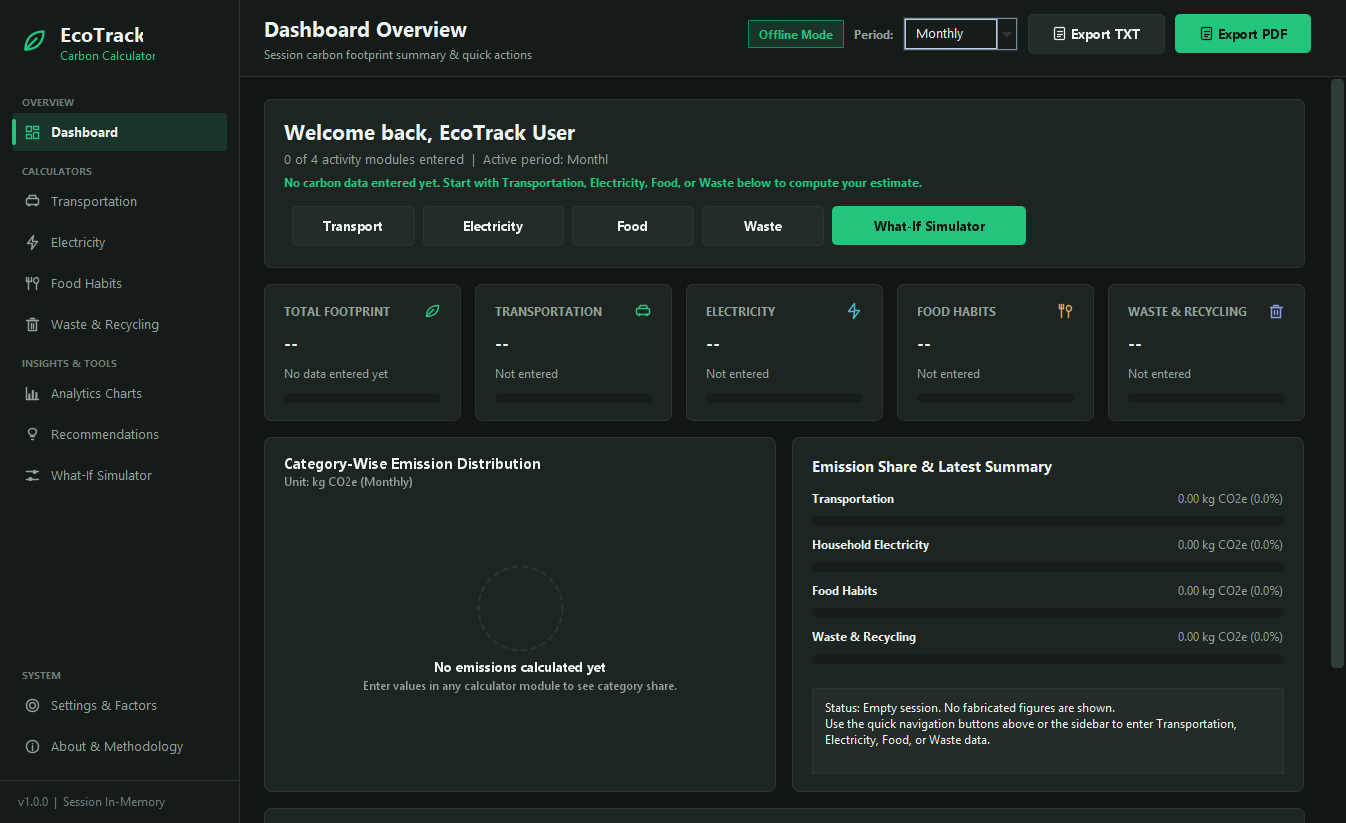 EcoTrack
Carbon Calculator
OVERVIEW
Dashboard
CALCULATORS
Transportation
Electricity
Food Habits
Waste & Recycling
INSIGHTS & TOOLS
Analytics Charts
Recommendations
What-If Simulator
SYSTEM
Settings & Factors
About & Methodology
v1.0.0 | Session In-Memory
Dashboard Overview
Session carbon footprint summary & quick actions
Offline Mode
Period:
Monthly
Export TXT
Export PDF
Welcome back, EcoTrack User
0 of 4 activity modules entered | Active period: Monthl
No carbon data entered yet. Start with Transportation, Electricity, Food, or Waste below to compute your estimate.
Transport
Electricity
Food
Waste
What-If Simulator
TOTAL FOOTPRINT
--
No data entered yet
TRANSPORTATION
--
Not entered
ELECTRICITY
--
Not entered
FOOD HABITS
--
Not entered
WASTE & RECYCLING
--
Not entered
Category-Wise Emission Distribution
Unit: kg CO2e (Monthly)
No emissions calculated yet
Enter values in any calculator module to see category share.
Emission Share & Latest Summary
Transportation 0.00 kg CO2e (0.0%)
Household Electricity 0.00 kg CO2e (0.0%)
Food Habits 0.00 kg CO2e (0.0%)
Waste & Recycling 0.00 kg CO2e (0.0%)
Status: Empty session. No fabricated figures are shown.
Use the quick navigation buttons above or the sidebar to enter Transportation,
Electricity, Food, or Waste data.